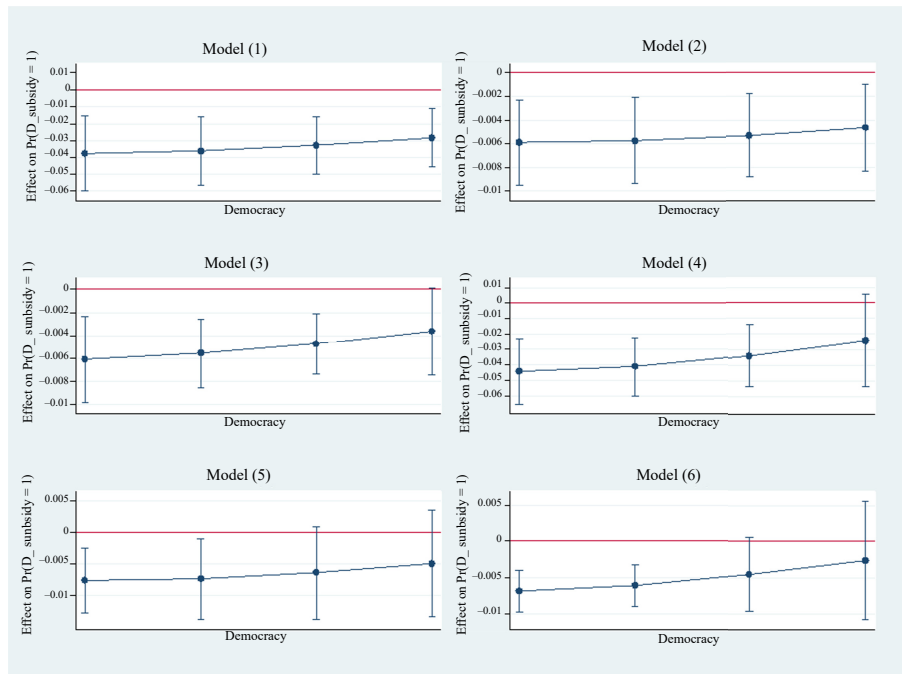 Model (1)
Effect on Pr(D_subsidy = 1)
0.01
0
−0.01
−0.02
−0.03
−0.04
−0.05
−0.06
Democracy
Model (2)
Effect on Pr(D_ sunbsidy = 1)
0
−0.002
−0.004
−0.006
−0.008
−0.01
Democracy
Model (3)
Effect on Pr(D_ sunbsidy = 1)
0
−0.002
−0.004
−0.006
−0.008
−0.01
Democracy
Model (4)
Effect on Pr(D_ sunbsidy = 1)
0.01
0
−0.01
−0.02
−0.03
−0.04
−0.05
−0.06
Democracy
Model (5)
Effect on Pr(D_ sunbsidy = 1)
0.005
0
−0.005
−0.01
Democracy
Model (6)
Effect on Pr(D_ sunbsidy = 1)
0.005
0
−0.005
−0.01
Democracy